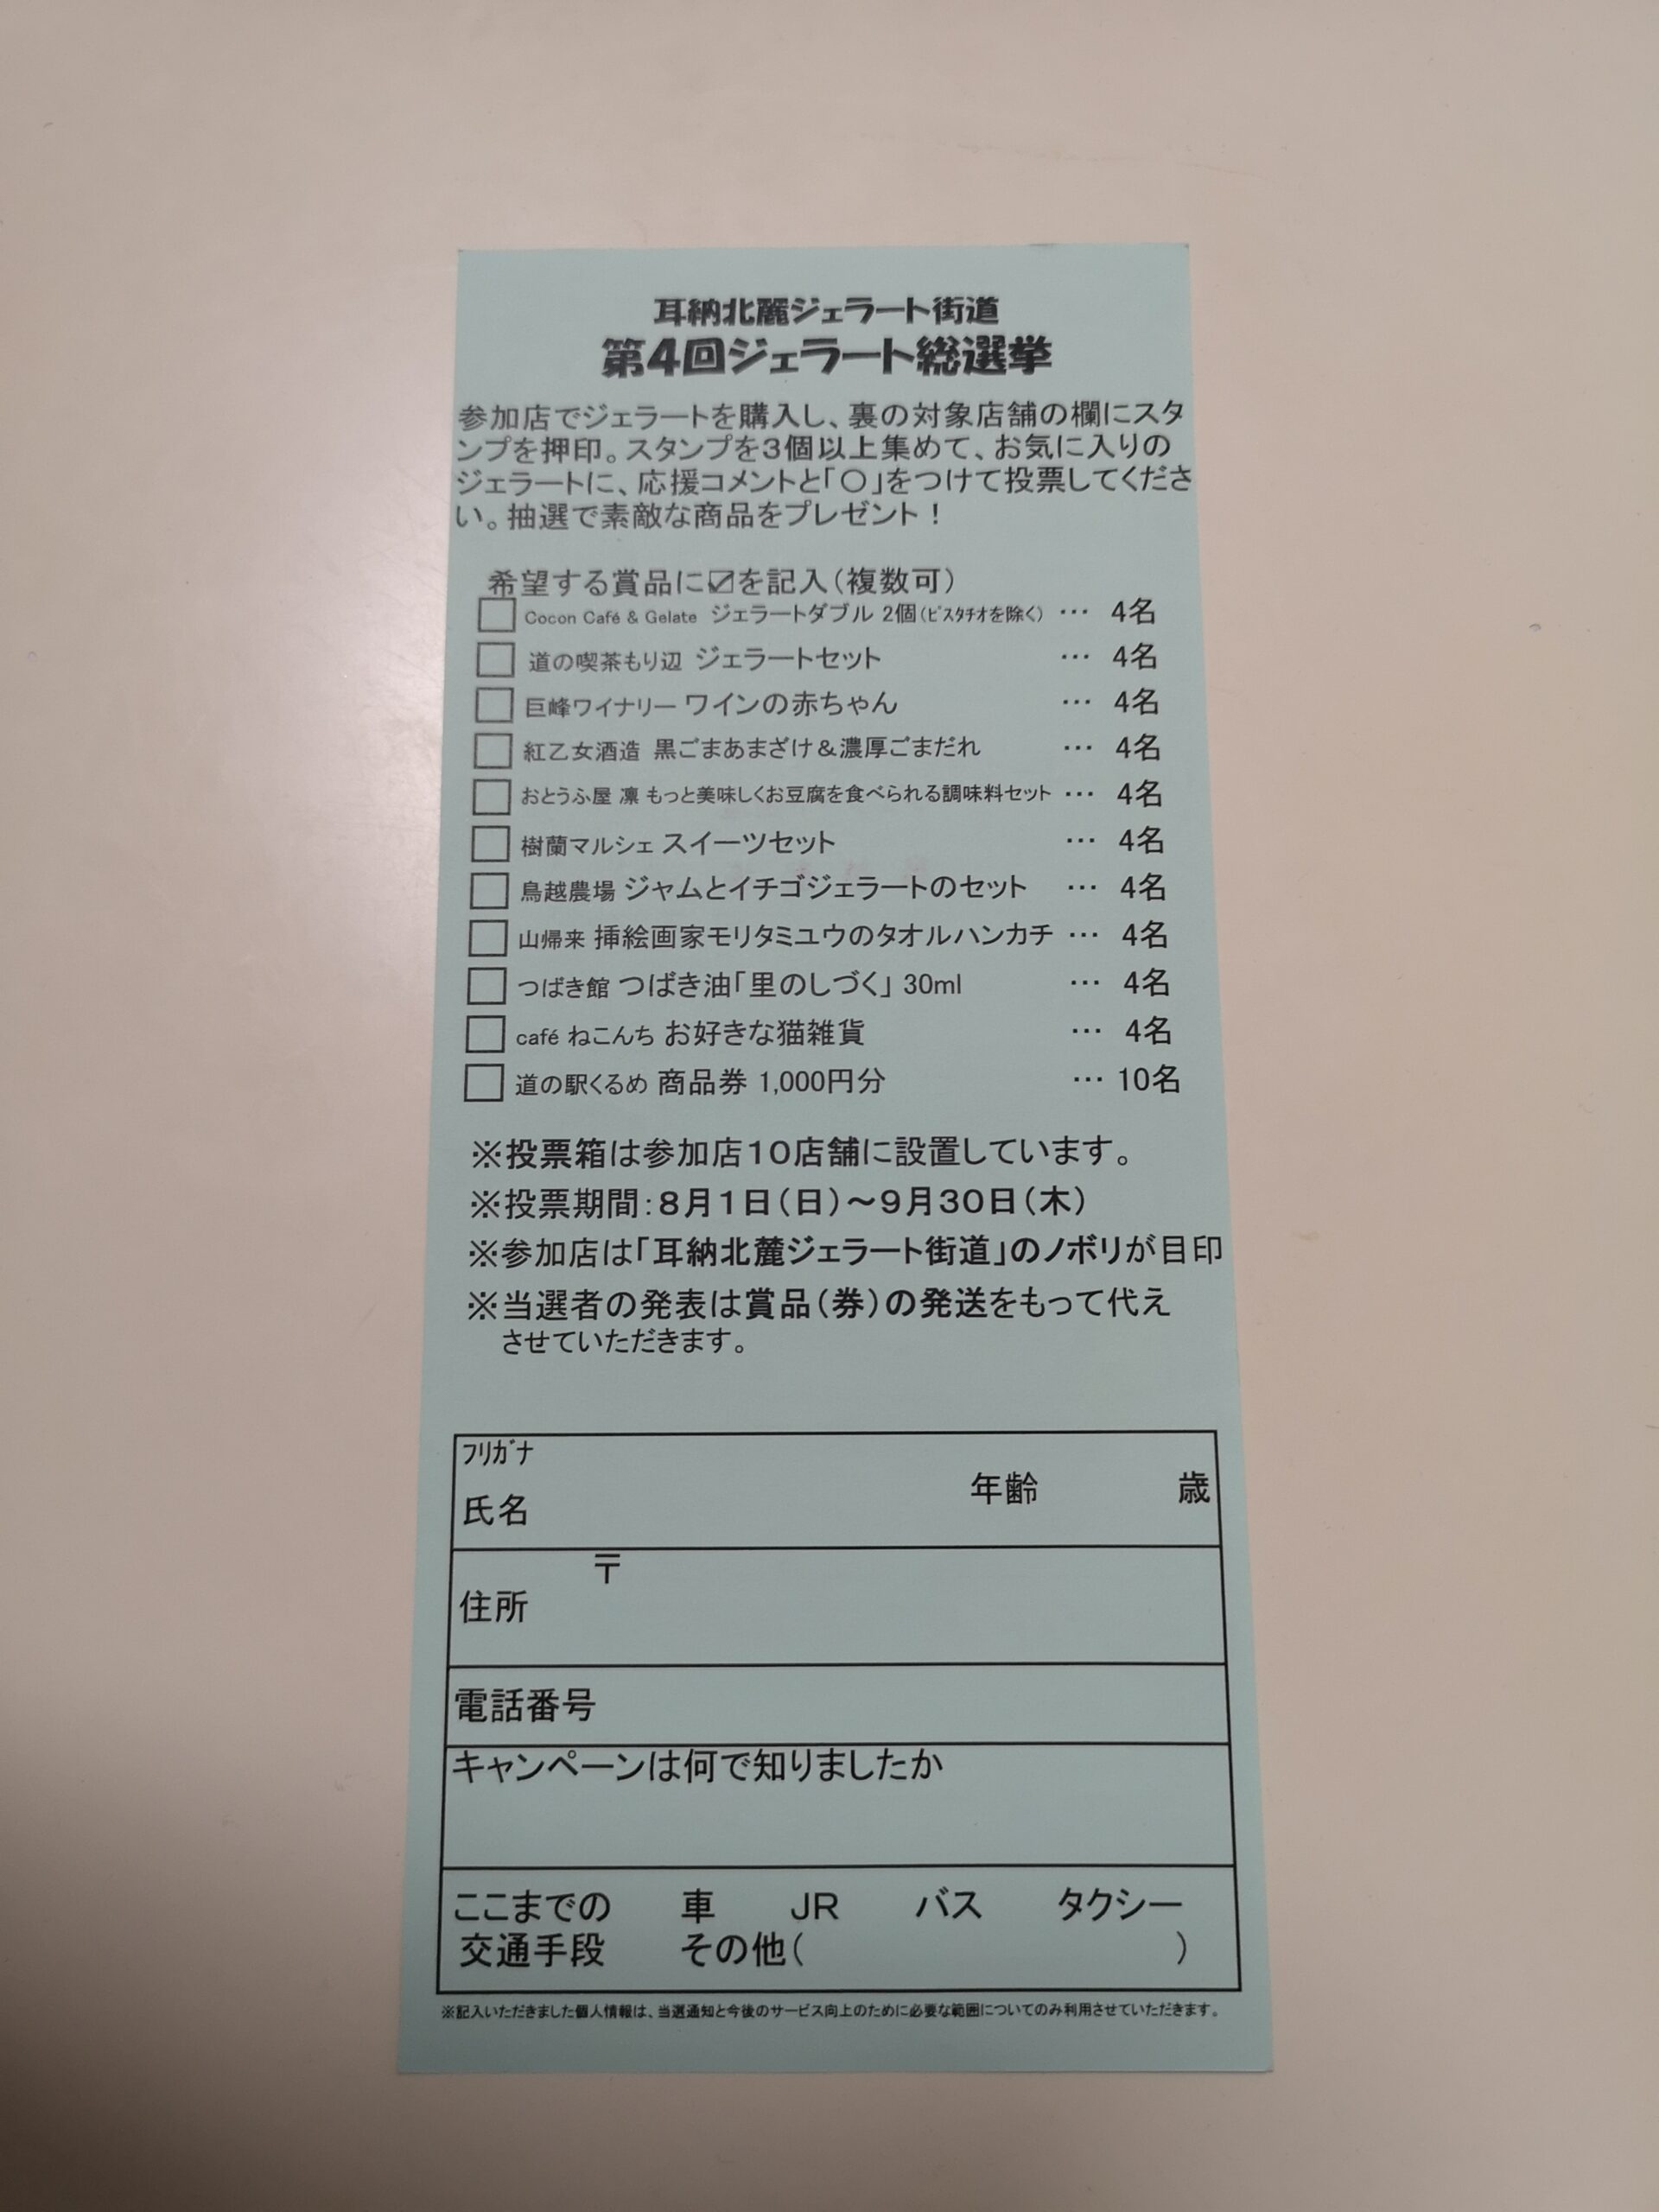 耳納北麓ジェラート街道
第4回ジェラート総選挙
参加店でジェラートを購入し、裏の対象店舗の欄にスタ
ンプを押印。スタンプを3個以上集めて、お気に入りの
ジェラートに、応援コメントと「〇」をつけて投票してくださ
い。抽選で素敵な商品をプレゼント！
希望する賞品に☑を記入（複数可）
□ Cocon Café & Gelate ジェラートダブル 2個（ﾋﾟｽﾀﾁｵを除く） … 4名
□ 道の喫茶もり辺 ジェラートセット … 4名
□ 巨峰ワイナリー ワインの赤ちゃん … 4名
□ 紅乙女酒造 黒ごまあまざけ＆濃厚ごまだれ … 4名
□ おとうふ屋 凛 もっと美味しくお豆腐を食べられる調味料セット … 4名
□ 樹蘭マルシェ スイーツセット … 4名
□ 鳥越農場 ジャムとイチゴジェラートのセット … 4名
□ 山帰来 挿絵画家モリタミユウのタオルハンカチ … 4名
□ つばき館 つばき油「里のしづく」 30ml … 4名
□ café ねこんち お好きな猫雑貨 … 4名
□ 道の駅くるめ 商品券 1,000円分 … 10名
※投票箱は参加店10店舗に設置しています。
※投票期間：8月1日（日）～9月30日（木）
※参加店は「耳納北麓ジェラート街道」のノボリが目印
※当選者の発表は賞品（券）の発送をもって代え
させていただきます。
ﾌﾘｶﾞﾅ
氏名 年齢 歳
〒
住所
電話番号
キャンペーンは何で知りましたか
ここまでの 車 JR バス タクシー
交通手段 その他（ ）
※記入いただきました個人情報は、当選通知と今後のサービス向上のために必要な範囲についてのみ利用させていただきます。